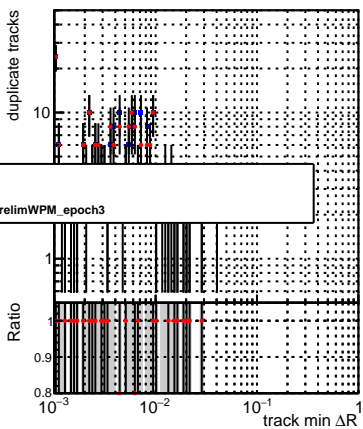 duplicate tracks
10
relimWPM_epoch3
1
Ratio
1
0.9
0.8
10⁻³ 10⁻² 10⁻¹ 1
track min ΔR